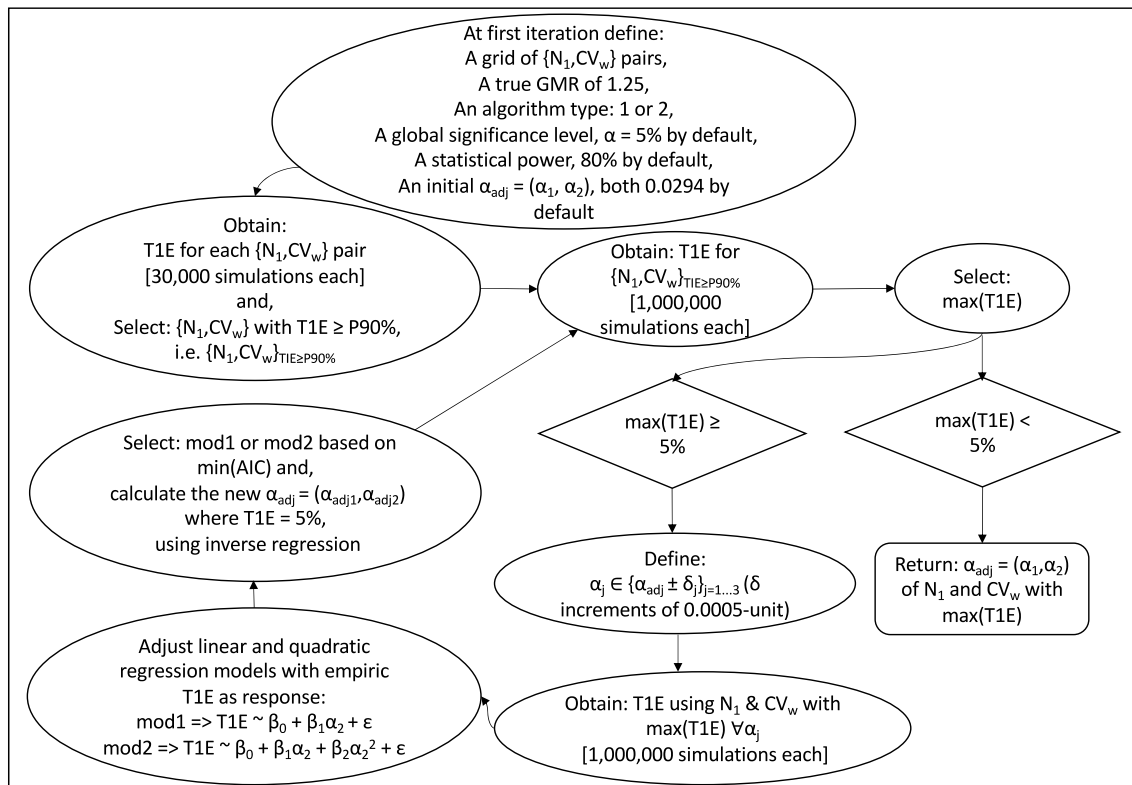 At first iteration define:
A grid of {N₁,CVw} pairs,
A true GMR of 1.25,
An algorithm type: 1 or 2,
A global significance level, α = 5% by default,
A statistical power, 80% by default,
An initial αadj = (α₁, α₂), both 0.0294 by
default
Obtain:
T1E for each {N₁,CVw} pair
[30,000 simulations each]
and,
Select: {N₁,CVw} with T1E ≥ P90%,
i.e. {N₁,CVw}TIE≥P90%
Obtain: T1E for
{N₁,CVw}TIE≥P90%
[1,000,000
simulations each]
Select:
max(T1E)
max(T1E) ≥
5%
max(T1E) <
5%
Select: mod1 or mod2 based on
min(AIC) and,
calculate the new αadj = (αadj1,αadj2)
where T1E = 5%,
using inverse regression
Define:
αj ∈ {αadj ± δj}j=1...3 (δ
increments of 0.0005-unit)
Return: αadj = (α₁,α₂)
of N₁ and CVw with
max(T1E)
Adjust linear and quadratic
regression models with empiric
T1E as response:
mod1 => T1E ~ β₀ + β₁α₂ + ε
mod2 => T1E ~ β₀ + β₁α₂ + β₂α₂² + ε
Obtain: T1E using N₁ & CVw with
max(T1E) ∀αj
[1,000,000 simulations each]